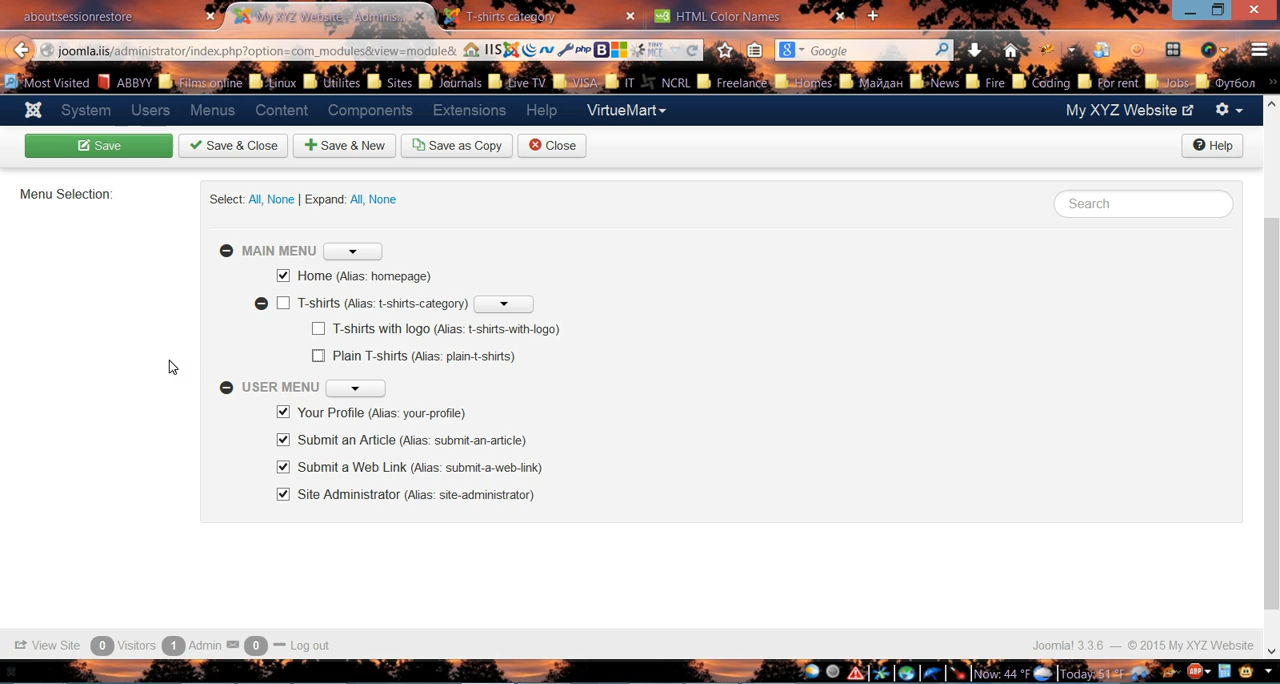 about:sessionrestore
My XYZ Website - Adminis...
T-shirts category
HTML Color Names
joomla.iis/administrator/index.php?option=com_modules&view=module&
IIS
php
B
TINY MCE
Google
Most Visited
ABBYY
Films online
Linux
Utilites
Sites
Journals
Live TV
VISA
IT
NCRL
Freelance
Homes
Майдан
News
Fire
Coding
For rent
Jobs
Футбол
System Users Menus Content Components Extensions Help VirtueMart
My XYZ Website
Save
Save & Close
Save & New
Save as Copy
Close
Help
Menu Selection:
Select: All, None | Expand: All, None
Search
MAIN MENU
Home (Alias: homepage)
T-shirts (Alias: t-shirts-category)
T-shirts with logo (Alias: t-shirts-with-logo)
Plain T-shirts (Alias: plain-t-shirts)
USER MENU
Your Profile (Alias: your-profile)
Submit an Article (Alias: submit-an-article)
Submit a Web Link (Alias: submit-a-web-link)
Site Administrator (Alias: site-administrator)
View Site 0 Visitors 1 Admin 0 Log out
Joomla! 3.3.6 — © 2015 My XYZ Website
Now: 44 °F
Today: 51 °F
ABP